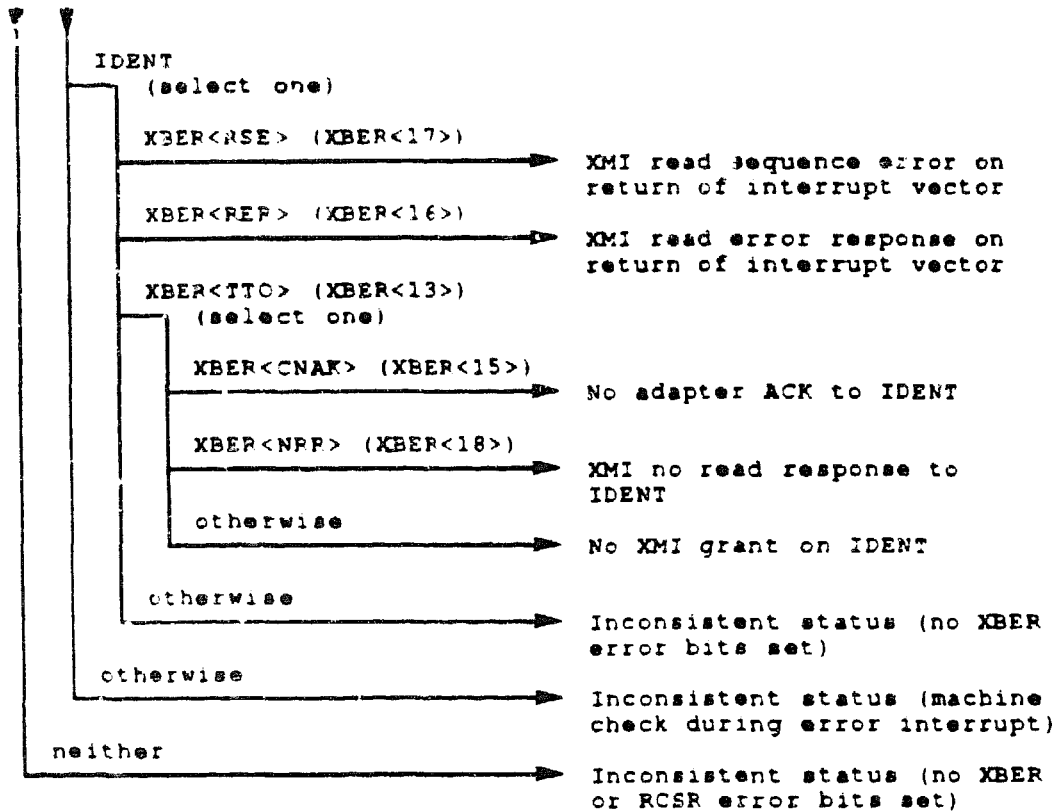 IDENT
(select one)
XBER<RSE> (XBER<17>)
XMI read sequence error on
return of interrupt vector
XBER<RER> (XBER<16>)
XMI read error response on
return of interrupt vector
XBER<TTO> (XBER<13>)
(select one)
XBER<CNAK> (XBER<15>)
No adapter ACK to IDENT
XBER<NRR> (XBER<18>)
XMI no read response to
IDENT
otherwise
No XMI grant on IDENT
otherwise
Inconsistent status (no XBER
error bits set)
otherwise
Inconsistent status (machine
check during error interrupt)
neither
Inconsistent status (no XBER
or RCSR error bits set)